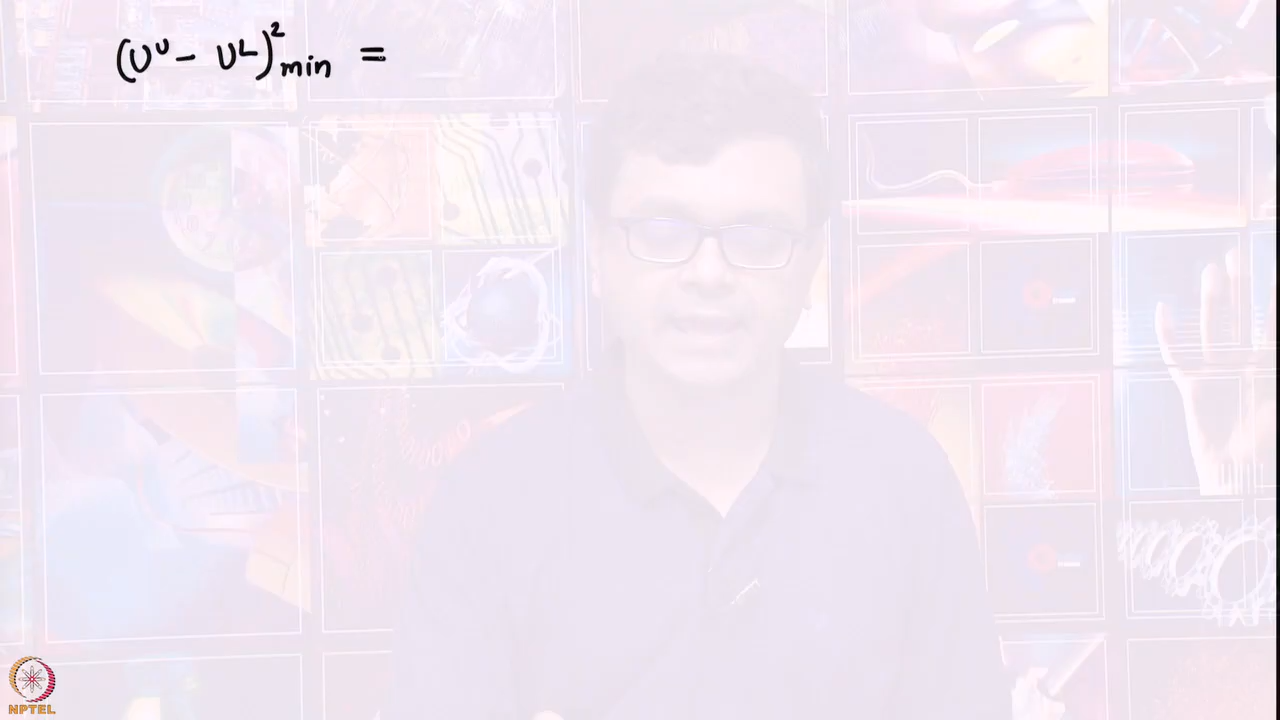 (U^U - U^L)^2_min =
NPTEL